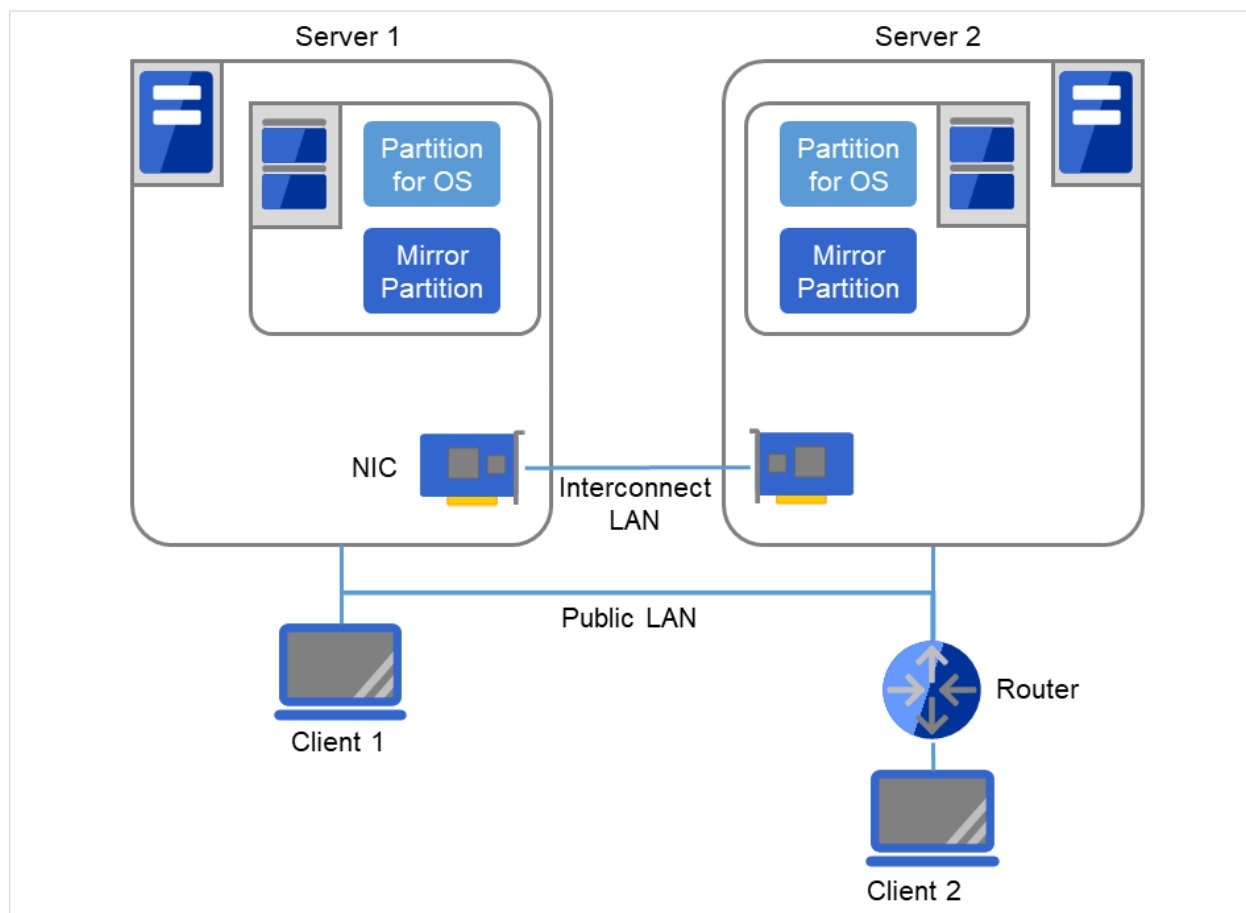 Server 1
Server 2
Partition
for OS
Mirror
Partition
Partition
for OS
Mirror
Partition
NIC
Interconnect
LAN
Public LAN
Client 1
Router
Client 2